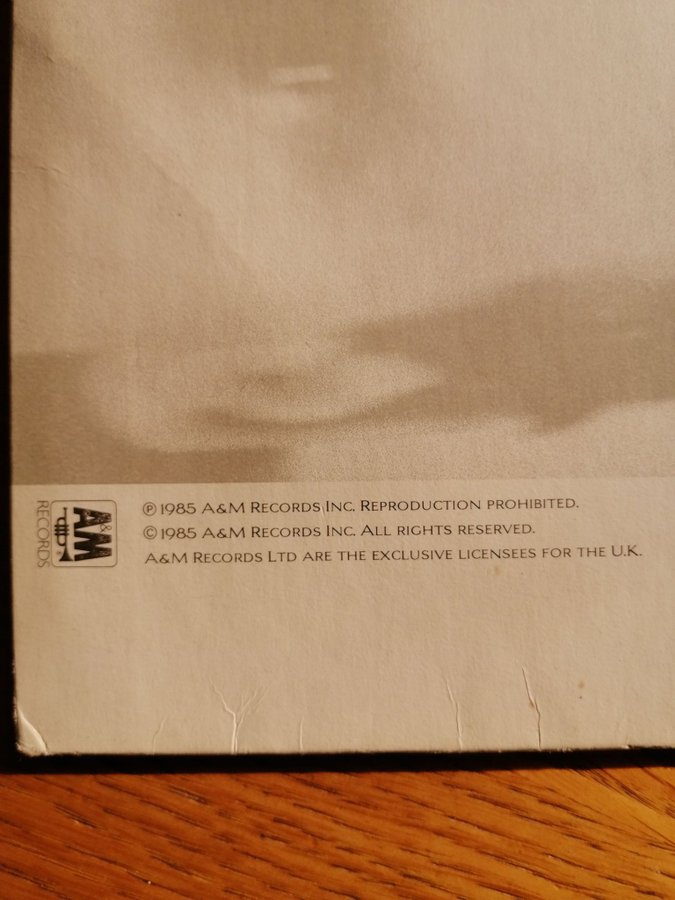 A&M
RECORDS
℗ 1985 A&M RECORDS INC. REPRODUCTION PROHIBITED.
© 1985 A&M RECORDS INC. ALL RIGHTS RESERVED.
A&M RECORDS LTD ARE THE EXCLUSIVE LICENSEES FOR THE U.K.